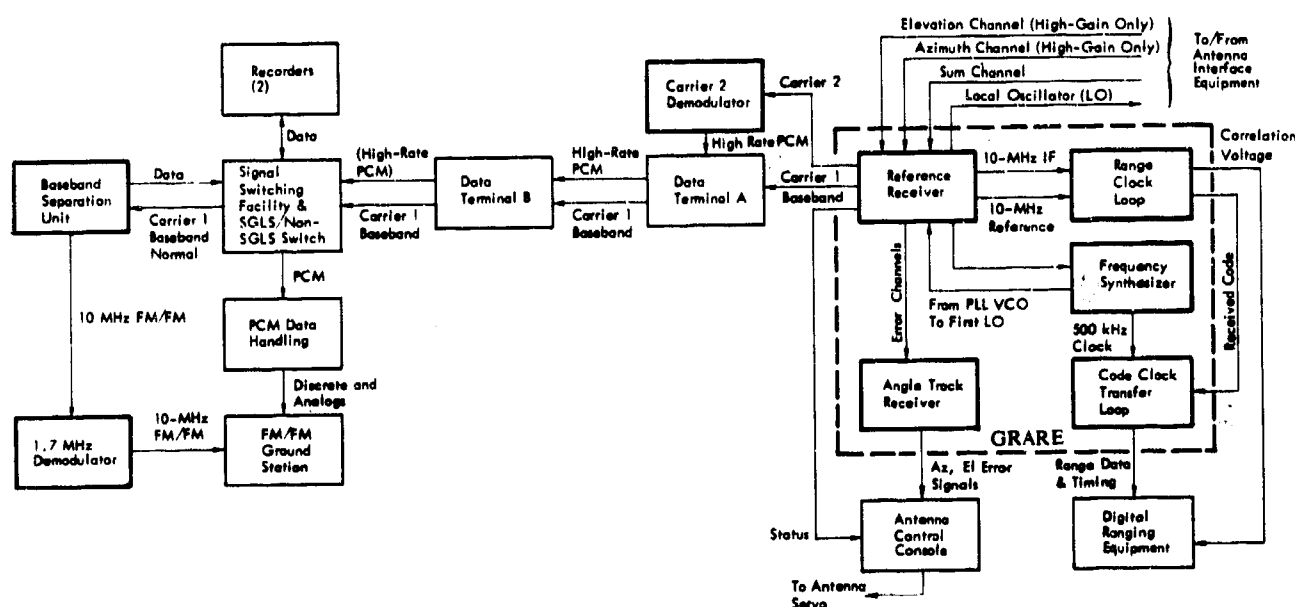 Elevation Channel (High-Gain Only)
Azimuth Channel (High-Gain Only)
Sum Channel
Local Oscillator (LO)
To/From
Antenna
Interface
Equipment
Recorders
(2)
Data
Carrier 2
Demodulator
Carrier 2
High Rate PCM
Baseband
Separation
Unit
Data
Carrier 1
Baseband
Normal
Signal
Switching
Facility &
SGLS/Non-
SGLS Switch
(High-Rate
PCM)
Carrier 1
Baseband
Data
Terminal B
High-Rate
PCM
Carrier 1
Baseband
Data
Terminal A
Carrier 1
Baseband
Reference
Receiver
10-MHz IF
10-MHz
Reference
Range
Clock
Loop
Correlation
Voltage
Received Code
Error Channels
From PLL VCO
To First LO
Frequency
Synthesizer
500 kHz
Clock
Code Clock
Transfer
Loop
Angle Track
Receiver
GRARE
PCM
PCM Data
Handling
10 MHz FM/FM
Discrete and
Analogs
1.7 MHz
Demodulator
10-MHz
FM/FM
FM/FM
Ground
Station
Az, El Error
Signals
Range Data
& Timing
Status
Antenna
Control
Console
Digital
Ranging
Equipment
To Antenna
Servo